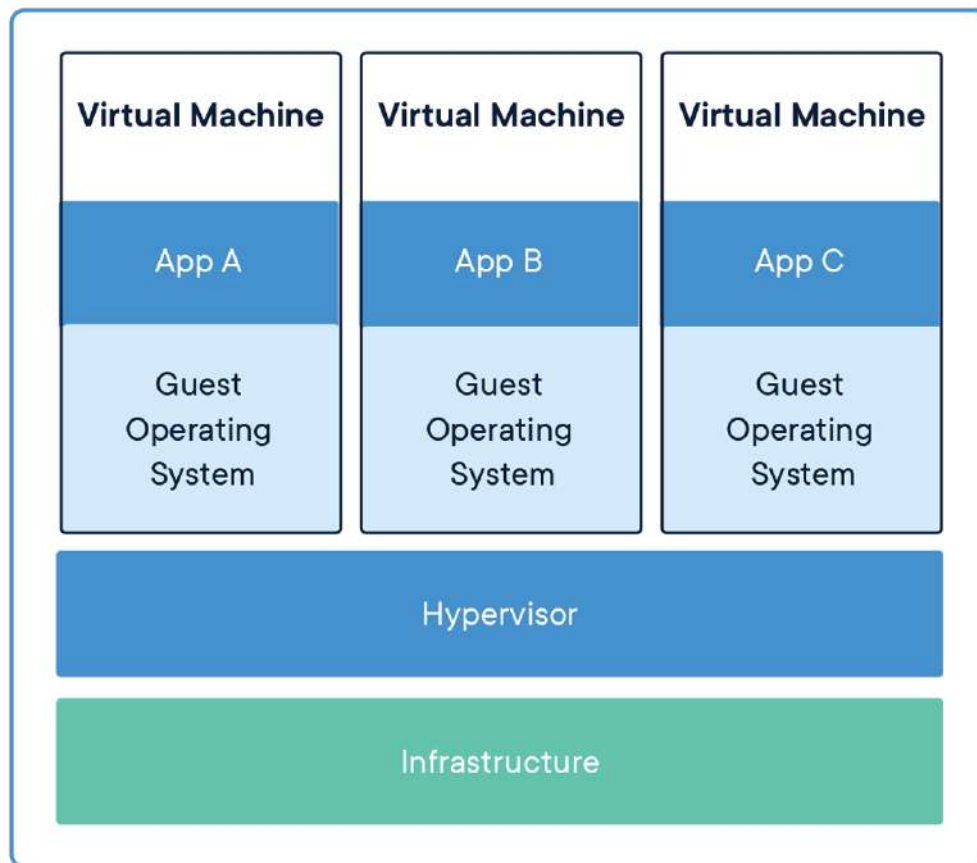 Virtual Machine
Virtual Machine
Virtual Machine
App A
App B
App C
Guest
Operating
System
Guest
Operating
System
Guest
Operating
System
Hypervisor
Infrastructure